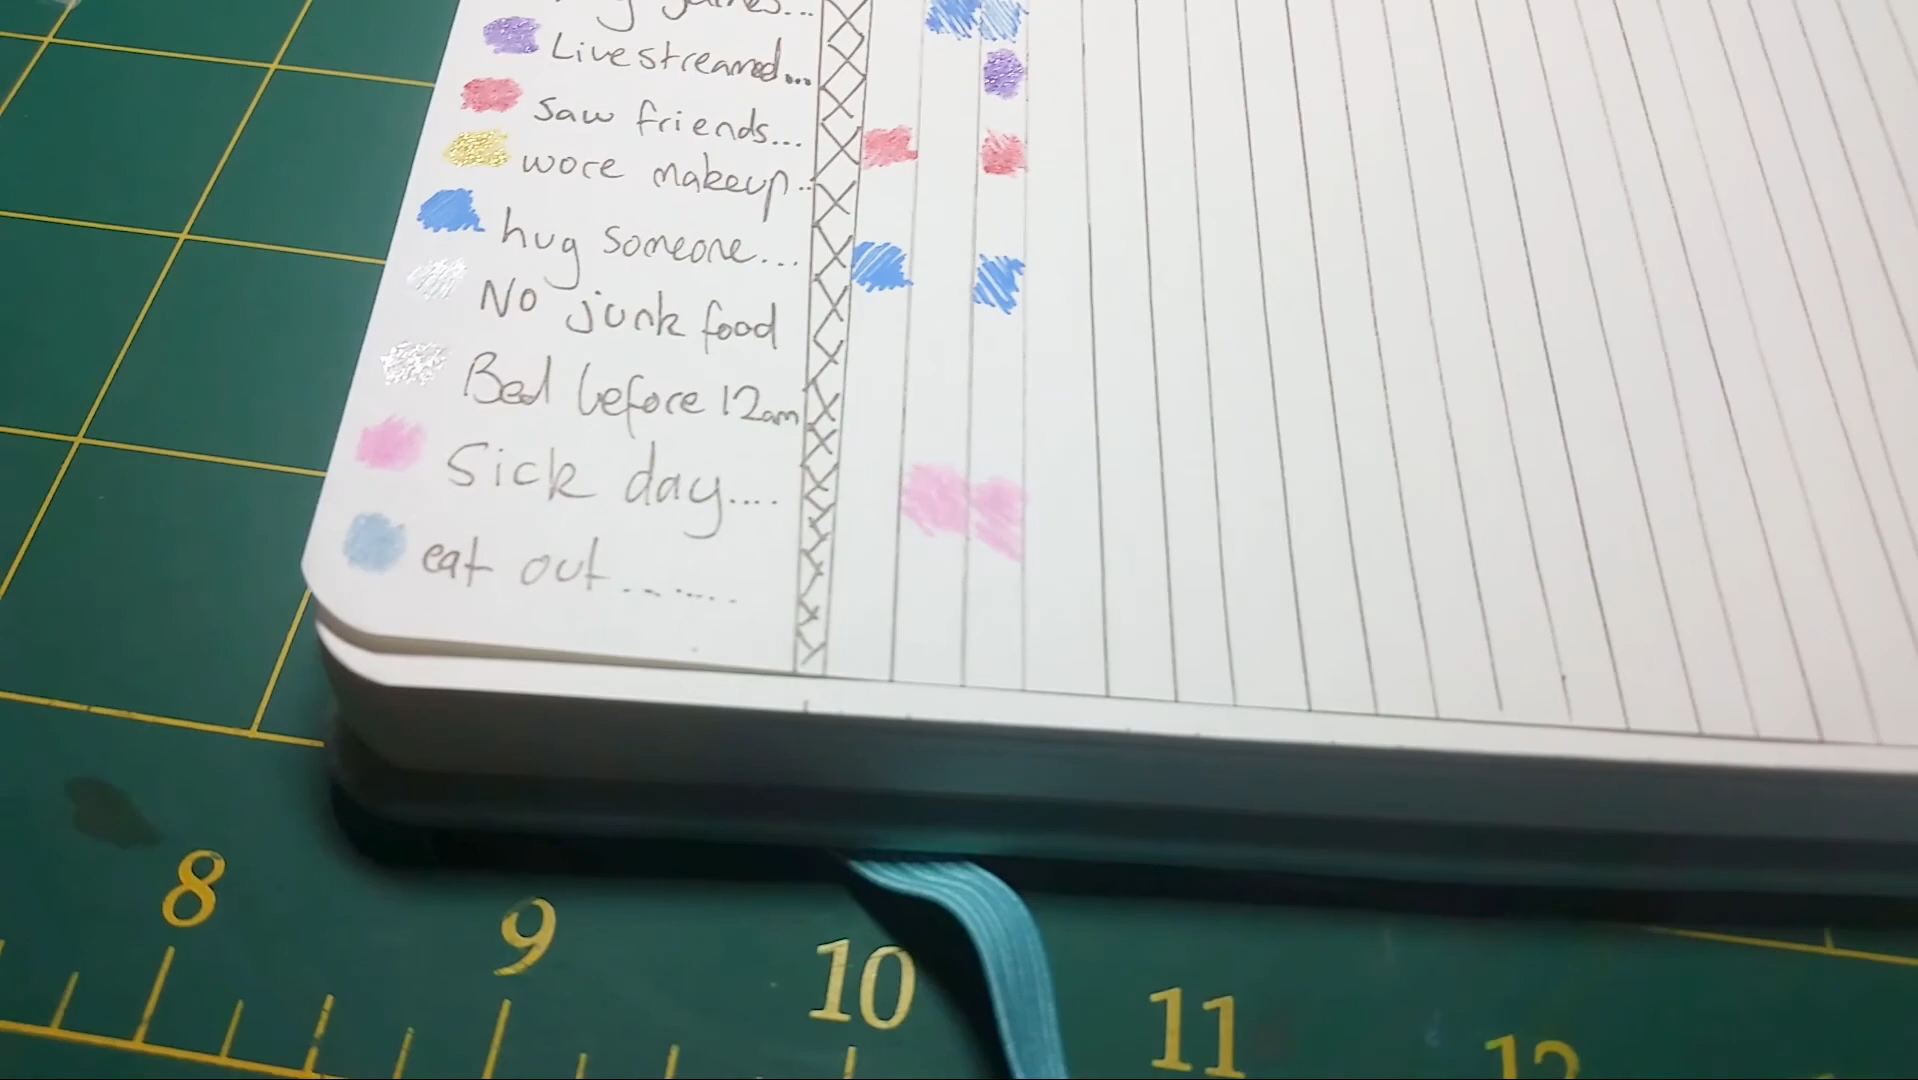 Livestreamed...
Saw friends...
wore makeup...
hug someone...
No junk food
Bed before 12am
Sick day....
eat out.......
8
9
10
11
12